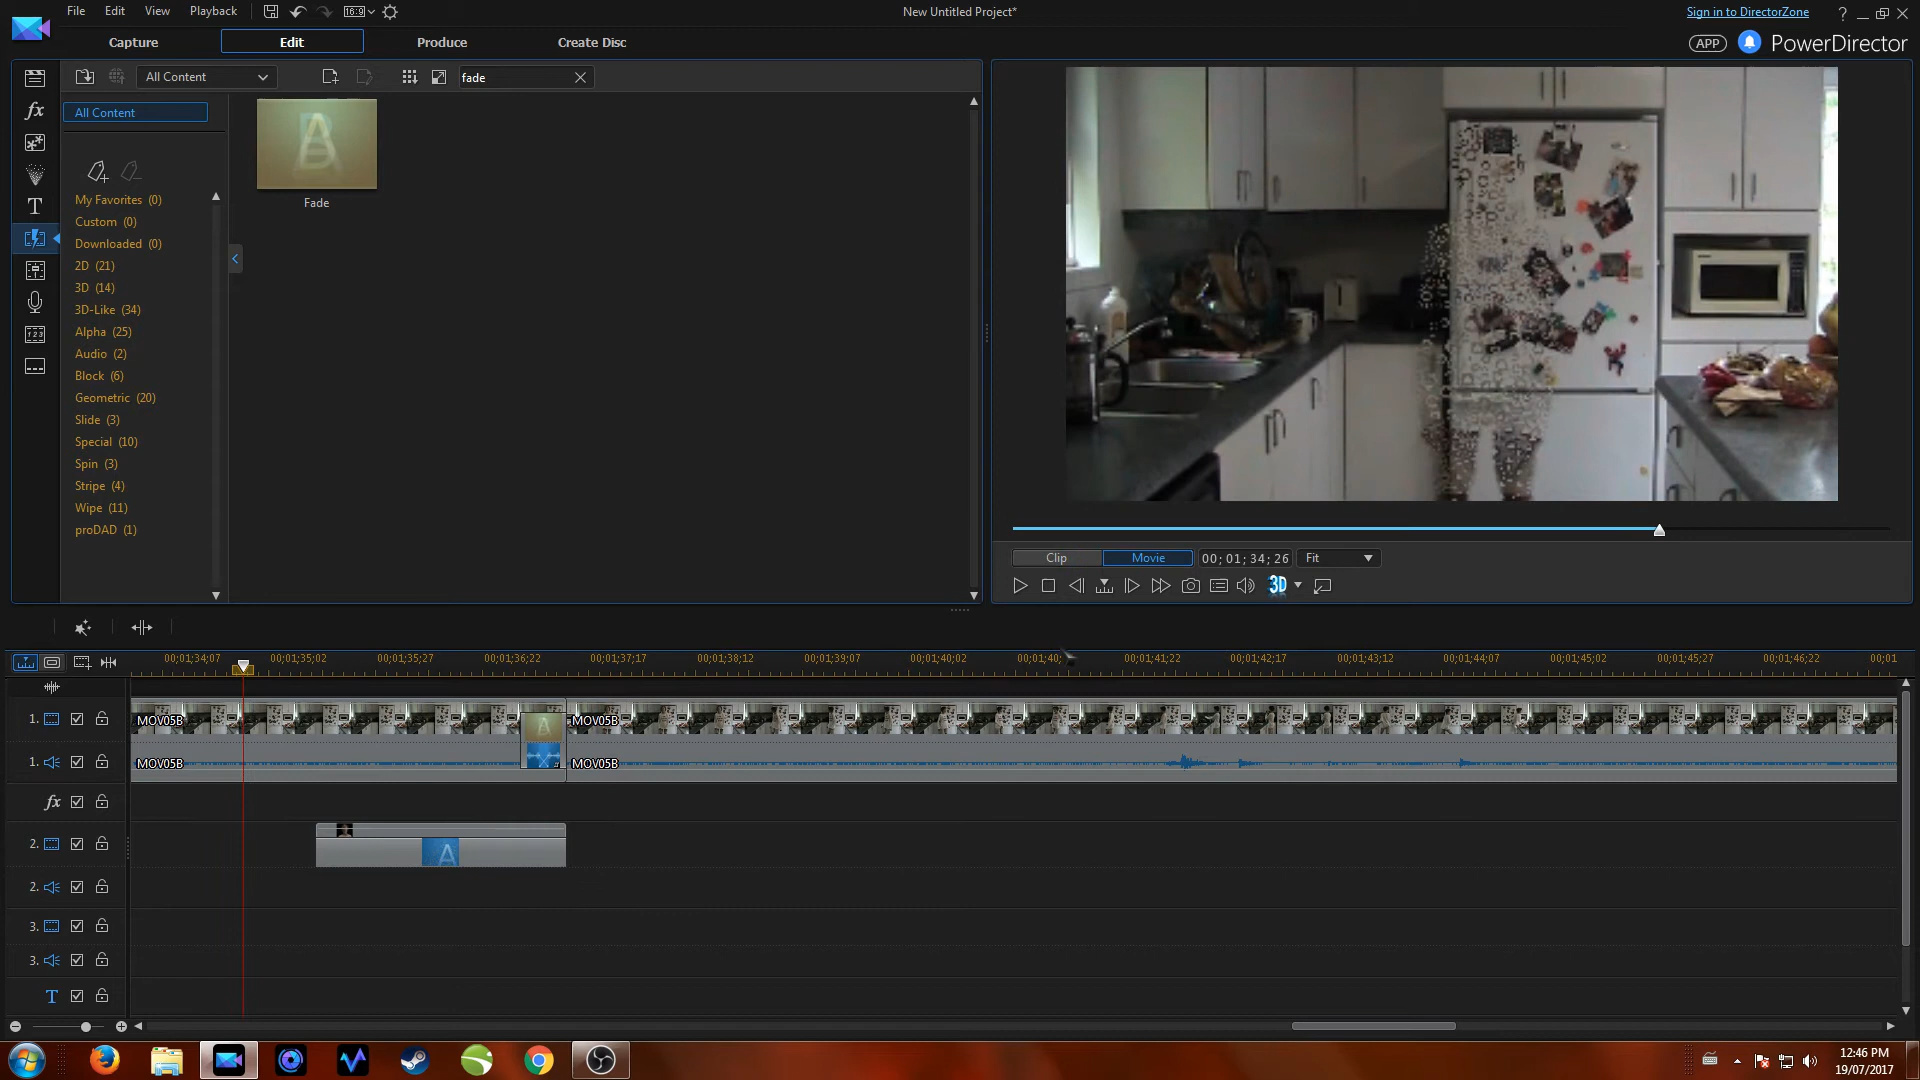 File Edit View Playback 16:9 New Untitled Project* Sign in to DirectorZone ?
Capture Edit Produce Create Disc APP PowerDirector
All Content fade
All Content
Fade
My Favorites (0)
Custom (0)
Downloaded (0)
2D (21)
3D (14)
3D-Like (34)
Alpha (25)
Audio (2)
Block (6)
Geometric (20)
Slide (3)
Special (10)
Spin (3)
Stripe (4)
Wipe (11)
proDAD (1)
Clip Movie 00; 01; 34; 26 Fit
3D
00;01;34;07 00;01;35;02 00;01;35;27 00;01;36;22 00;01;37;17 00;01;38;12 00;01;39;07 00;01;40;02 00;01;40; 00;01;41;22 00;01;42;17 00;01;43;12 00;01;44;07 00;01;45;02 00;01;45;27 00;01;46;22 00;01
1. MOV05B MOV05B
1. MOV05B MOV05B
fx
2.
2.
3.
3.
T
12:46 PM
19/07/2017